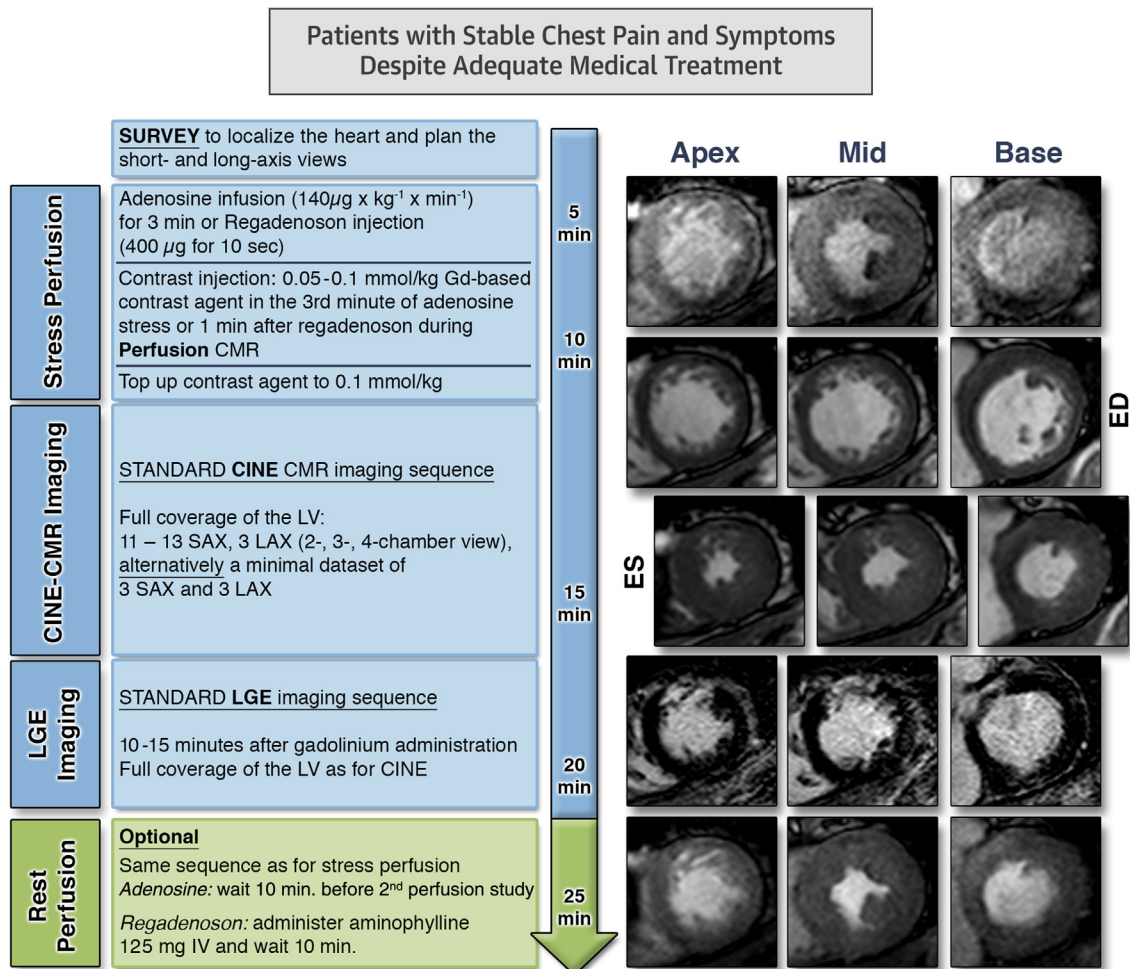 Patients with Stable Chest Pain and Symptoms
Despite Adequate Medical Treatment
SURVEY to localize the heart and plan the
short- and long-axis views
Stress Perfusion
Adenosine infusion (140µg x kg⁻¹ x min⁻¹)
for 3 min or Regadenoson injection
(400 µg for 10 sec)
Contrast injection: 0.05-0.1 mmol/kg Gd-based
contrast agent in the 3rd minute of adenosine
stress or 1 min after regadenoson during
Perfusion CMR
Top up contrast agent to 0.1 mmol/kg
CINE-CMR Imaging
STANDARD CINE CMR imaging sequence
Full coverage of the LV:
11 – 13 SAX, 3 LAX (2-, 3-, 4-chamber view),
alternatively a minimal dataset of
3 SAX and 3 LAX
LGE
Imaging
STANDARD LGE imaging sequence
10-15 minutes after gadolinium administration
Full coverage of the LV as for CINE
Rest
Perfusion
Optional
Same sequence as for stress perfusion
Adenosine: wait 10 min. before 2ⁿᵈ perfusion study
Regadenoson: administer aminophylline
125 mg IV and wait 10 min.
5
min
10
min
15
min
20
min
25
min
Apex Mid Base
ED
ES